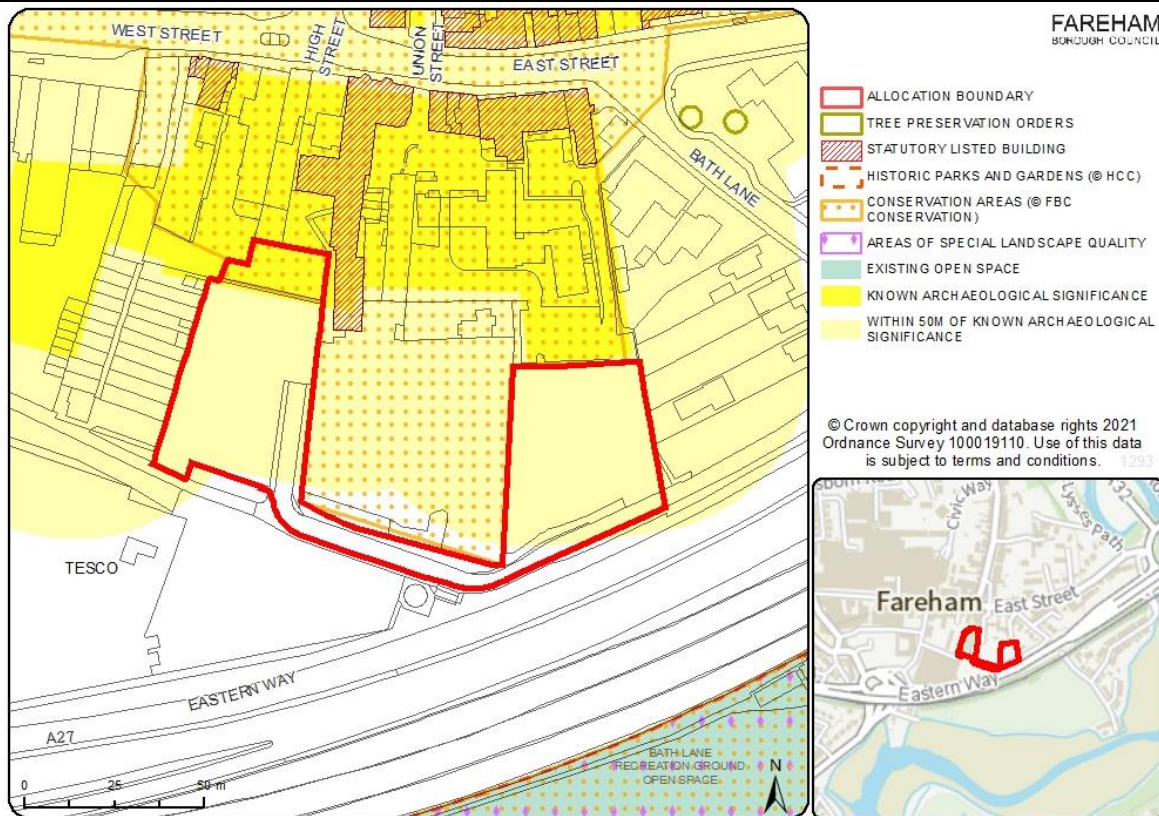 WEST STREET
HIGH
STREET
UNION
STREET
EAST STREET
BATH LANE
TESCO
EASTERN WAY
A27
BATH LANE
RECREATION GROUND
OPEN SPACE
N
0 25 50 m
FAREHAM
BOROUGH COUNCIL
ALLOCATION BOUNDARY
TREE PRESERVATION ORDERS
STATUTORY LISTED BUILDING
HISTORIC PARKS AND GARDENS (© HCC)
CONSERVATION AREAS (© FBC
CONSERVATION)
AREAS OF SPECIAL LANDSCAPE QUALITY
EXISTING OPEN SPACE
KNOWN ARCHAEOLOGICAL SIGNIFICANCE
WITHIN 50M OF KNOWN ARCHAEOLOGICAL
SIGNIFICANCE
© Crown copyright and database rights 2021
Ordnance Survey 100019110. Use of this data
is subject to terms and conditions. 1293
Civic Way
Lysses Path
132
Fareham
East Street
Eastern Way